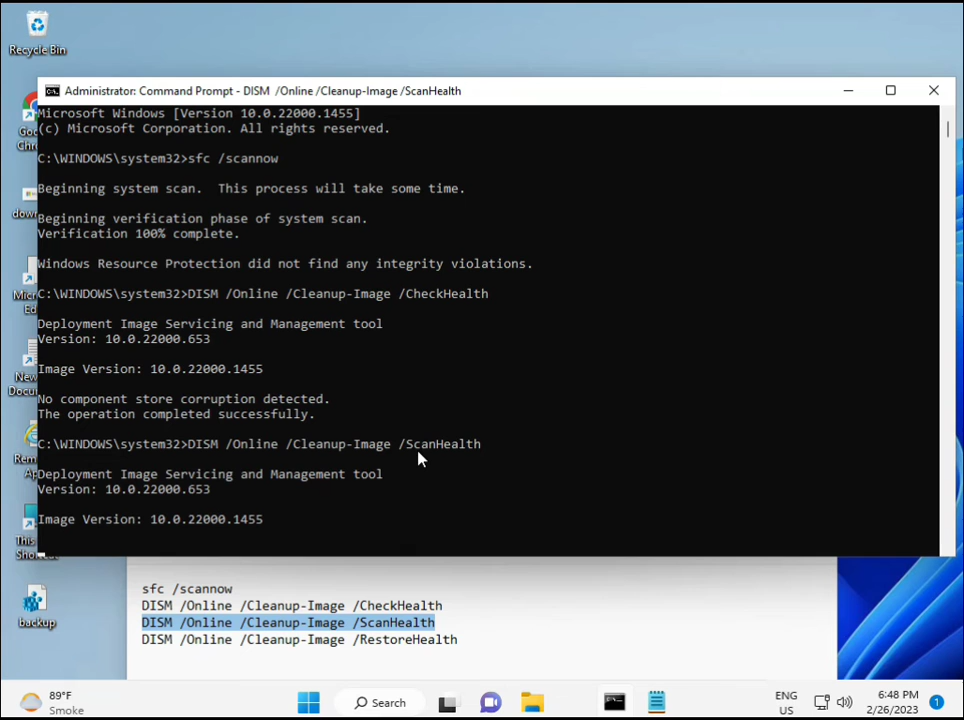 Recycle Bin
Administrator: Command Prompt - DISM /Online /Cleanup-Image /ScanHealth
Microsoft Windows [Version 10.0.22000.1455]
(c) Microsoft Corporation. All rights reserved.
C:\WINDOWS\system32>sfc /scannow
Beginning system scan.  This process will take some time.
Beginning verification phase of system scan.
Verification 100% complete.
Windows Resource Protection did not find any integrity violations.
C:\WINDOWS\system32>DISM /Online /Cleanup-Image /CheckHealth
Deployment Image Servicing and Management tool
Version: 10.0.22000.653
Image Version: 10.0.22000.1455
No component store corruption detected.
The operation completed successfully.
C:\WINDOWS\system32>DISM /Online /Cleanup-Image /ScanHealth
Deployment Image Servicing and Management tool
Version: 10.0.22000.653
Image Version: 10.0.22000.1455
sfc /scannow
DISM /Online /Cleanup-Image /CheckHealth
DISM /Online /Cleanup-Image /ScanHealth
DISM /Online /Cleanup-Image /RestoreHealth
backup
89°F
Smoke
Search
ENG
US
6:48 PM
2/26/2023
1